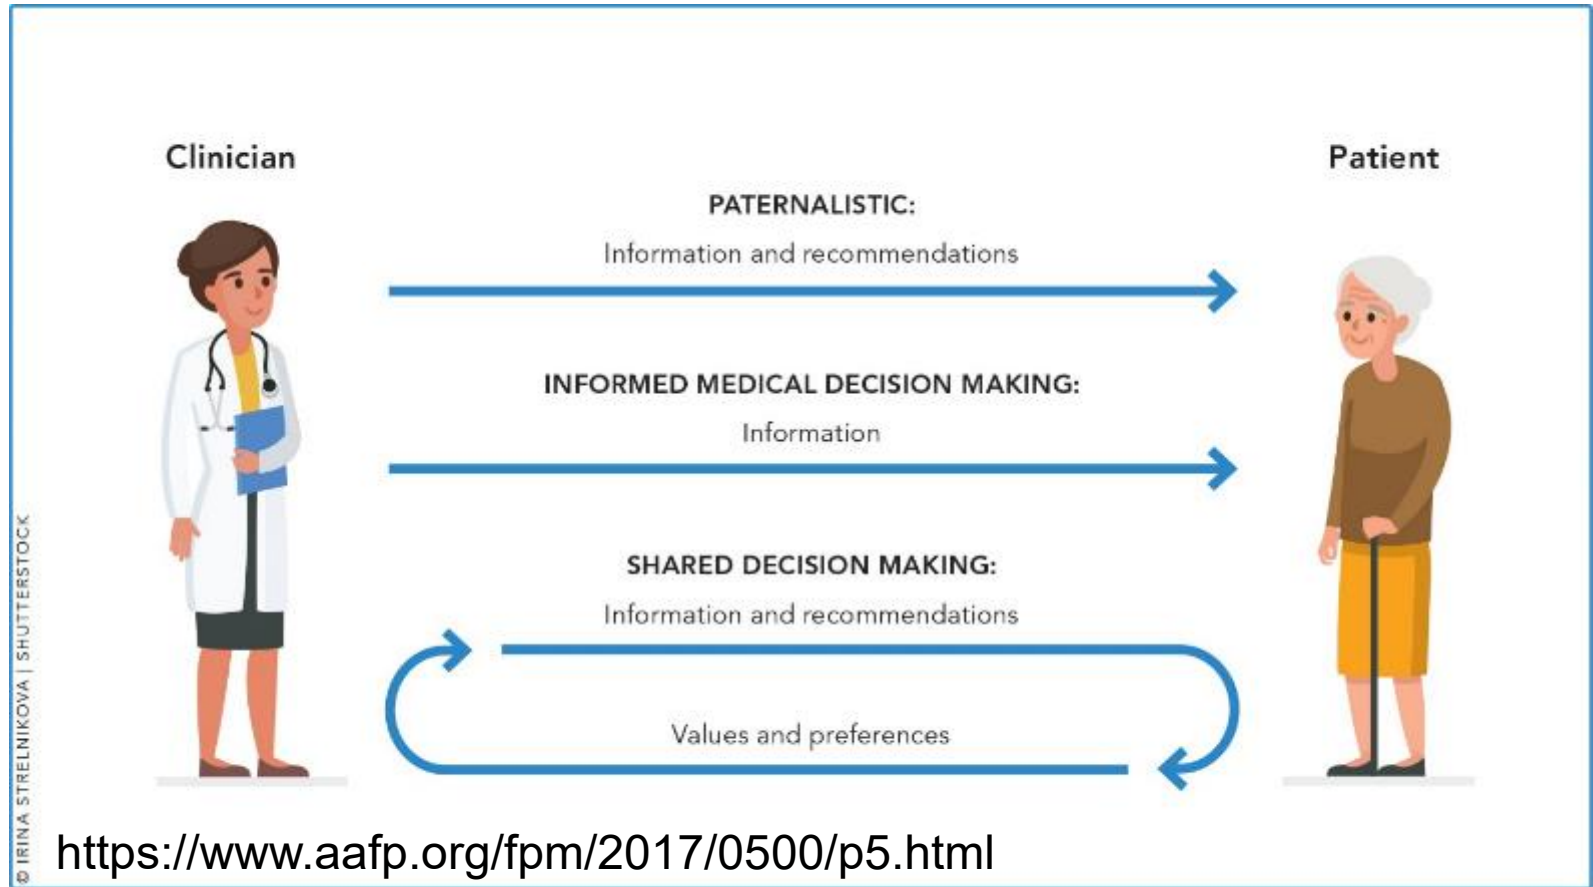 Clinician
Patient
PATERNALISTIC:
Information and recommendations
INFORMED MEDICAL DECISION MAKING:
Information
SHARED DECISION MAKING:
Information and recommendations
Values and preferences
© IRINA STRELNIKOVA | SHUTTERSTOCK
https://www.aafp.org/fpm/2017/0500/p5.html